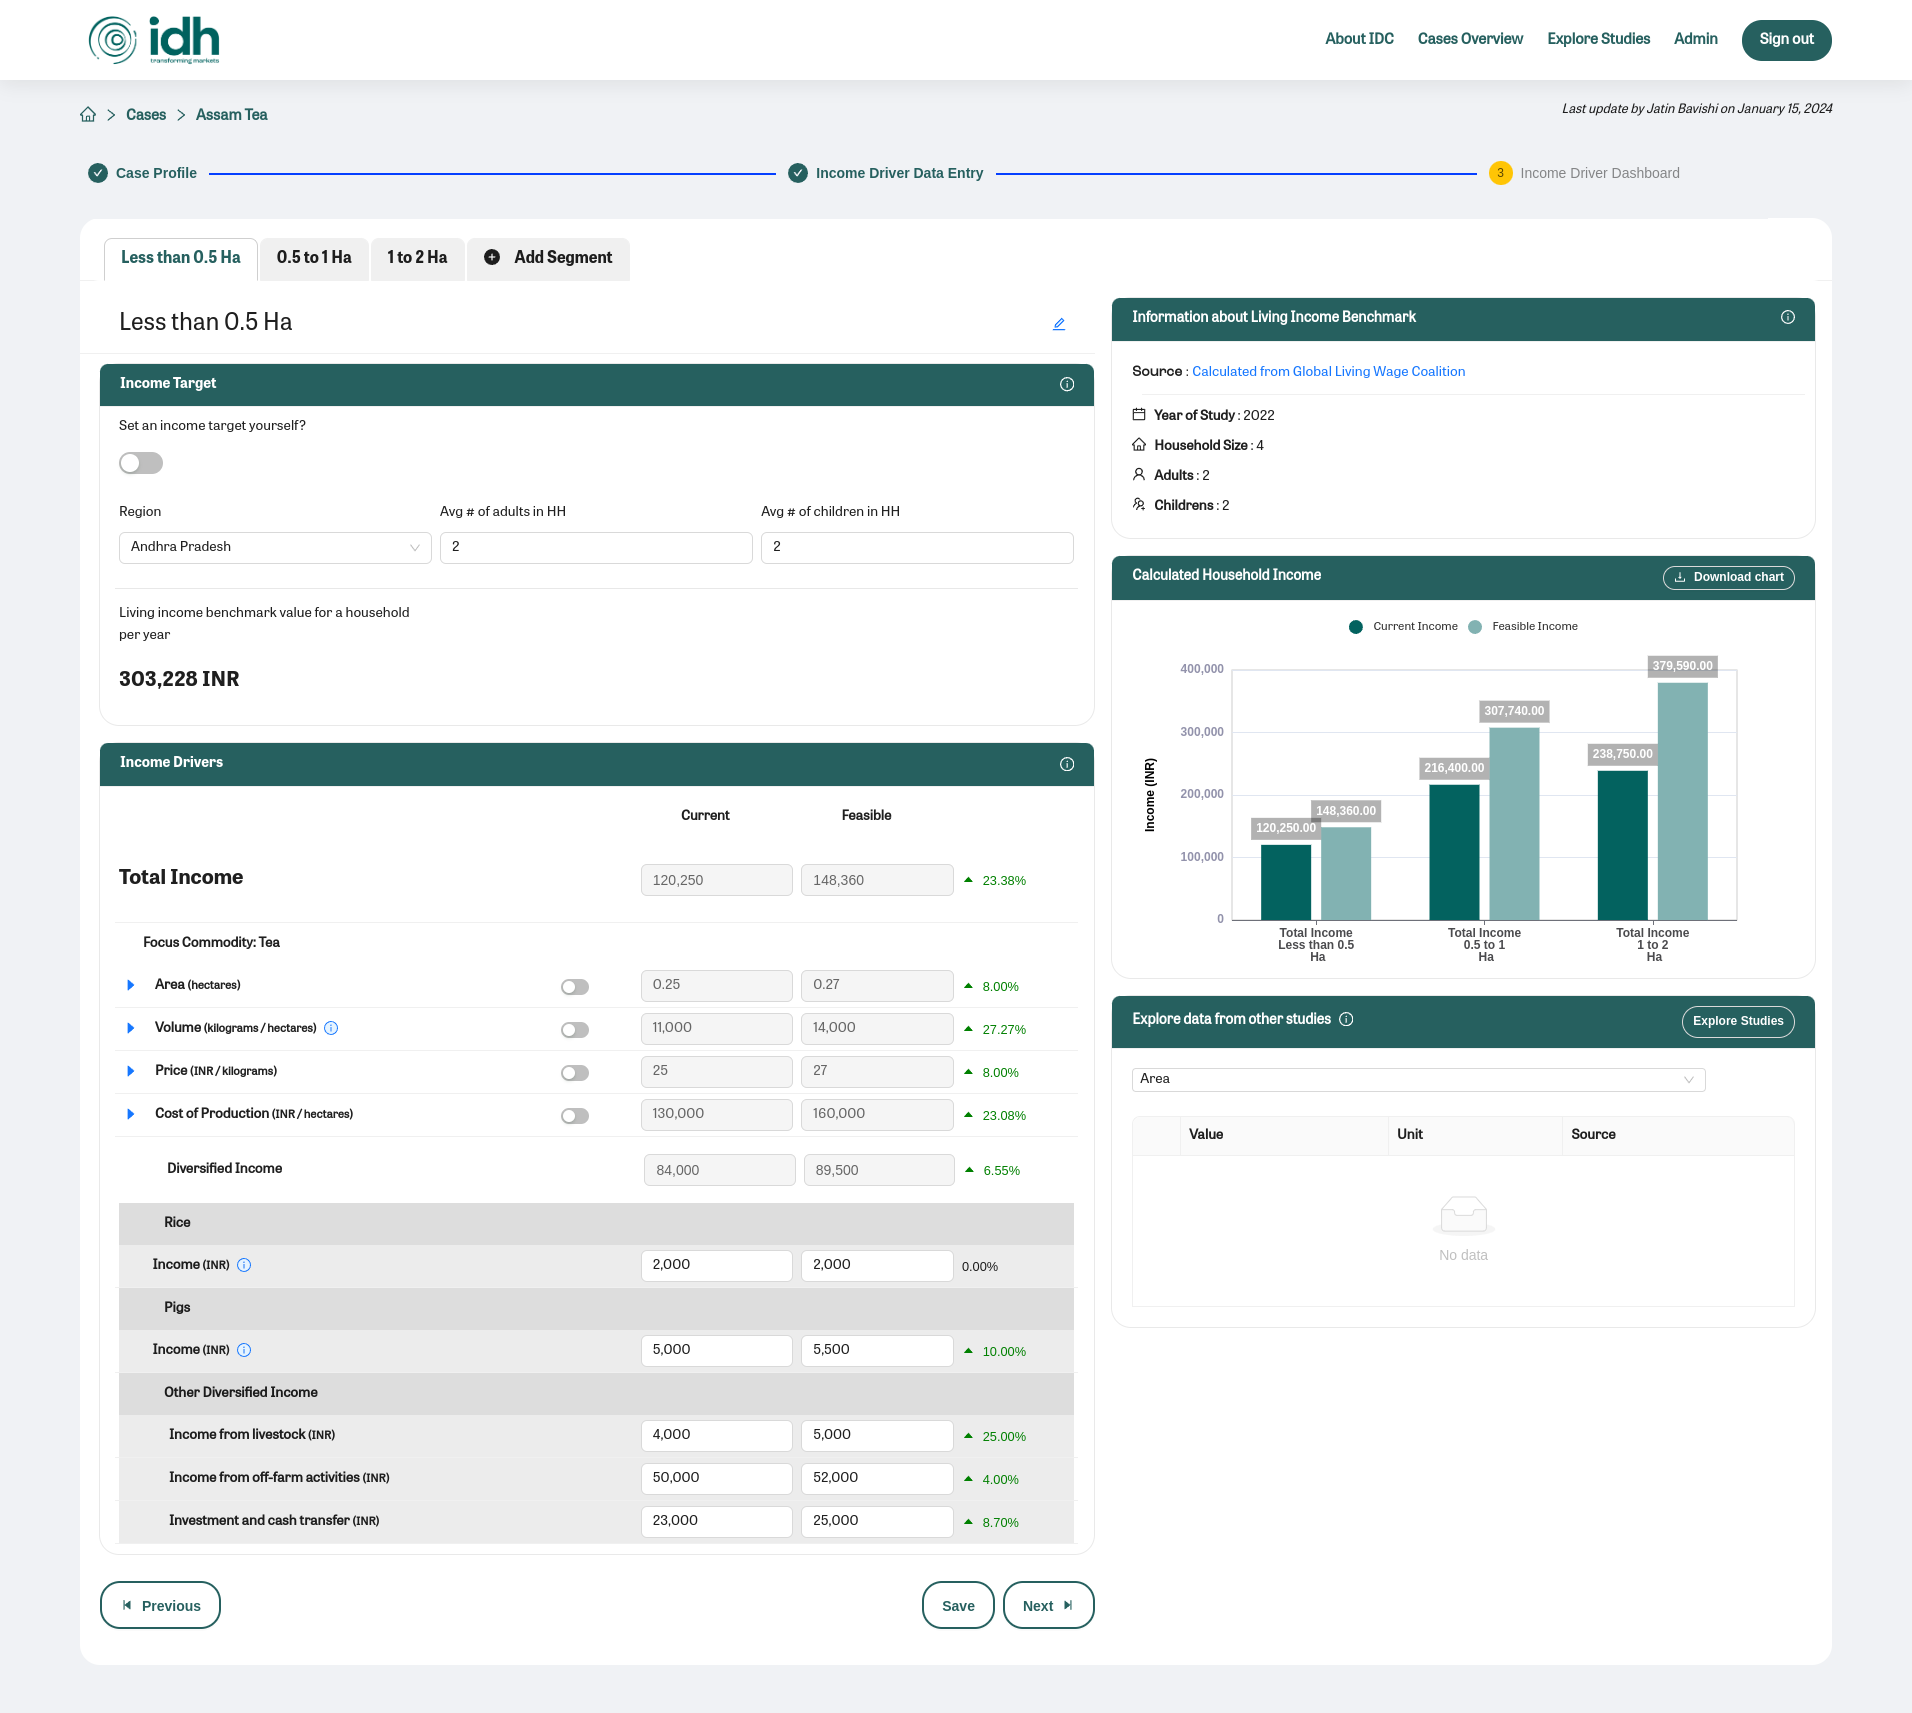 idh
transforming markets
About IDC
Cases Overview
Explore Studies
Admin
Sign out
Cases
Assam Tea
Last update by Jatin Bavishi on January 15, 2024
Case Profile
Income Driver Data Entry
3
Income Driver Dashboard
Less than 0.5 Ha
0.5 to 1 Ha
1 to 2 Ha
Add Segment
Less than 0.5 Ha
Income Target
Set an income target yourself?
Region
Avg # of adults in HH
Avg # of children in HH
Andhra Pradesh
2
2
Living income benchmark value for a household
per year
303,228 INR
Income Drivers
Current
Feasible
Total Income
120,250
148,360
23.38%
Focus Commodity: Tea
Area (hectares)
0.25
0.27
8.00%
Volume (kilograms / hectares)
11,000
14,000
27.27%
Price (INR / kilograms)
25
27
8.00%
Cost of Production (INR / hectares)
130,000
160,000
23.08%
Diversified Income
84,000
89,500
6.55%
Rice
Income (INR)
2,000
2,000
0.00%
Pigs
Income (INR)
5,000
5,500
10.00%
Other Diversified Income
Income from livestock (INR)
4,000
5,000
25.00%
Income from off-farm activities (INR)
50,000
52,000
4.00%
Investment and cash transfer (INR)
23,000
25,000
8.70%
Previous
Save
Next
Information about Living Income Benchmark
Source : Calculated from Global Living Wage Coalition
Year of Study : 2022
Household Size : 4
Adults : 2
Childrens : 2
Calculated Household Income
Download chart
Current Income
Feasible Income
400,000
300,000
200,000
100,000
0
Income (INR)
120,250.00
148,360.00
216,400.00
307,740.00
238,750.00
379,590.00
Total Income
Less than 0.5
Ha
Total Income
0.5 to 1
Ha
Total Income
1 to 2
Ha
Explore data from other studies
Explore Studies
Area
Value
Unit
Source
No data